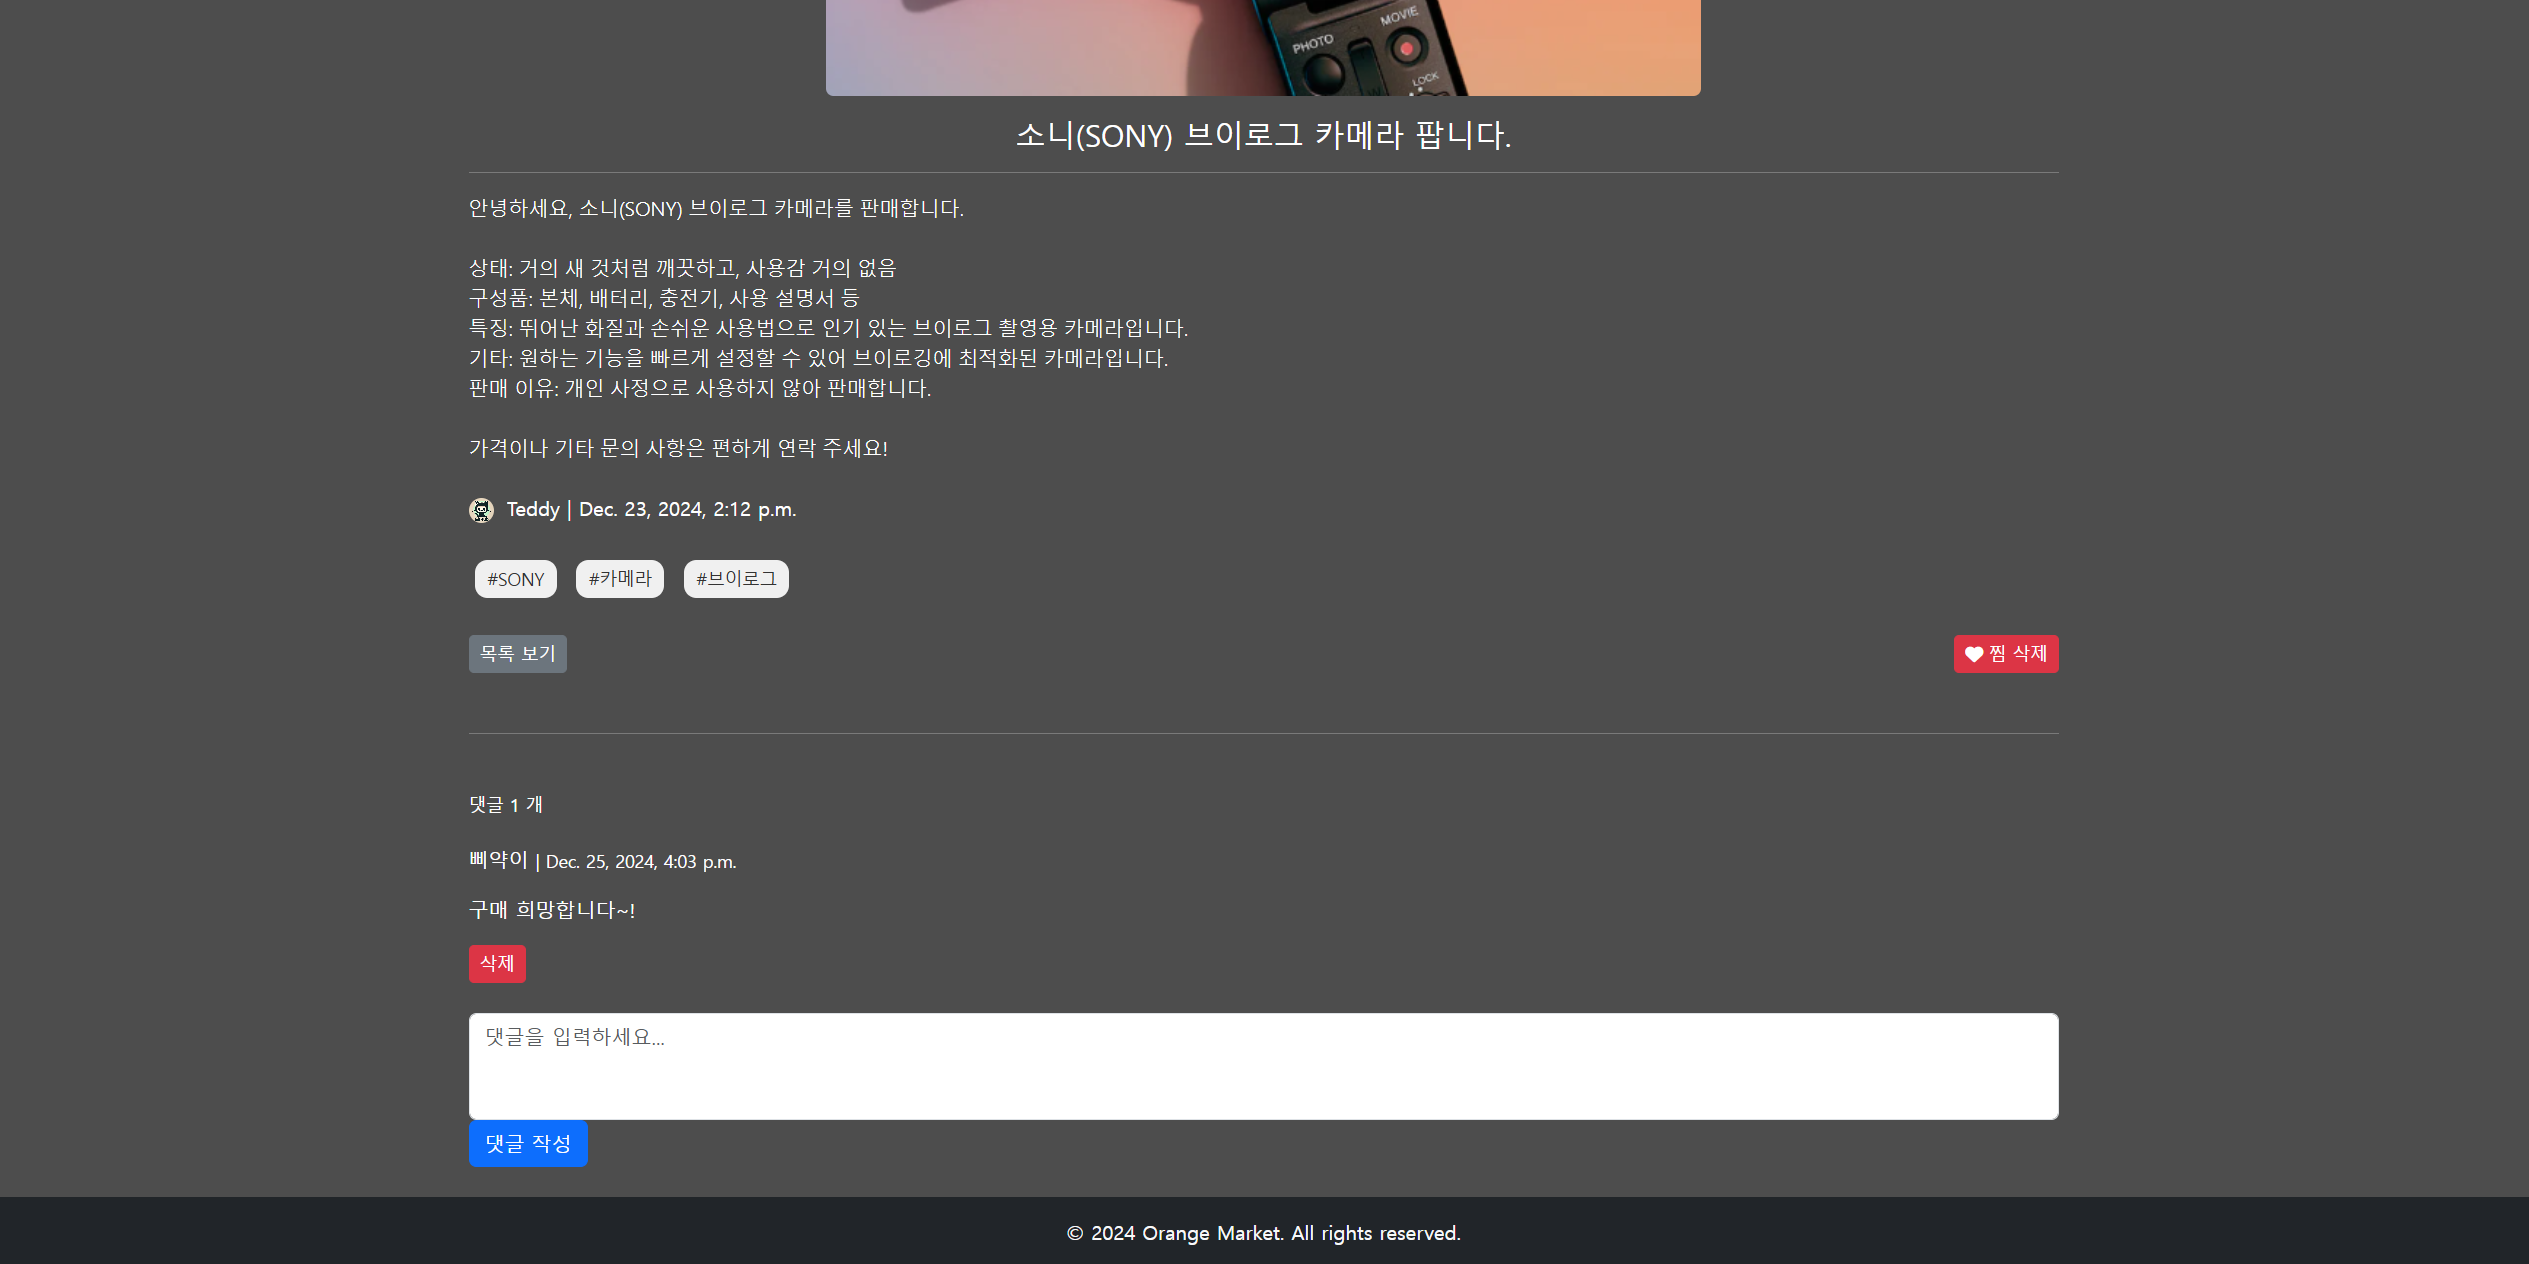 PHOTO
MOVIE
LOCK
소니(SONY) 브이로그 카메라 팝니다.
안녕하세요, 소니(SONY) 브이로그 카메라를 판매합니다.
상태: 거의 새 것처럼 깨끗하고, 사용감 거의 없음
구성품: 본체, 배터리, 충전기, 사용 설명서 등
특징: 뛰어난 화질과 손쉬운 사용법으로 인기 있는 브이로그 촬영용 카메라입니다.
기타: 원하는 기능을 빠르게 설정할 수 있어 브이로깅에 최적화된 카메라입니다.
판매 이유: 개인 사정으로 사용하지 않아 판매합니다.
가격이나 기타 문의 사항은 편하게 연락 주세요!
Teddy | Dec. 23, 2024, 2:12 p.m.
#SONY #카메라 #브이로그
목록 보기 찜 삭제
댓글 1 개
삐약이 | Dec. 25, 2024, 4:03 p.m.
구매 희망합니다~!
삭제
댓글을 입력하세요...
댓글 작성
© 2024 Orange Market. All rights reserved.